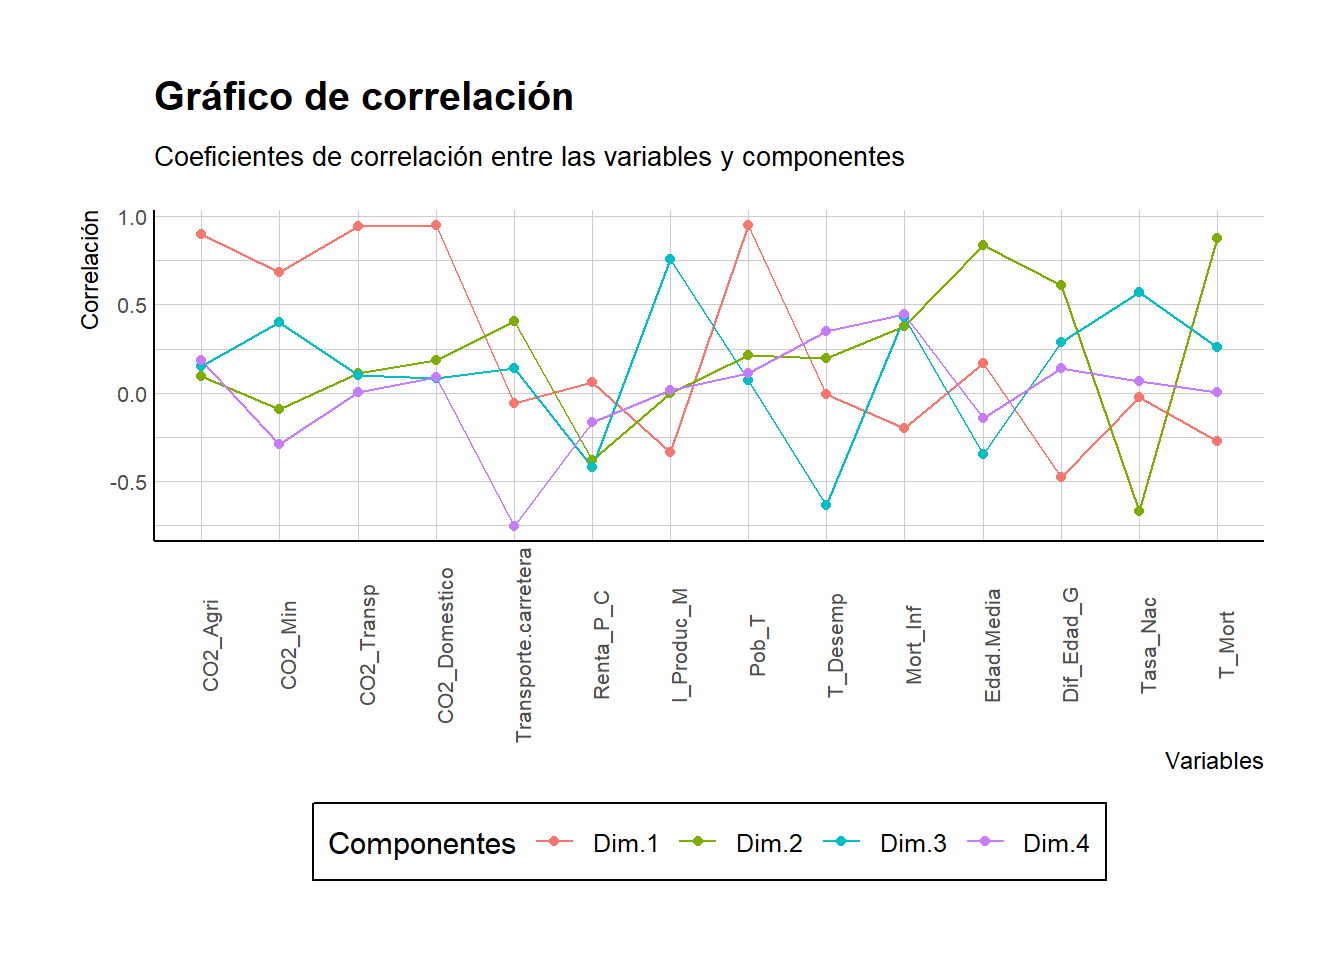 Gráfico de correlación
Coeficientes de correlación entre las variables y componentes
Correlación
1.0
0.5
0.0
-0.5
CO2_Agri
CO2_Min
CO2_Transp
CO2_Domestico
Transporte.carretera
Renta_P_C
I_Produc_M
Pob_T
T_Desemp
Mort_Inf
Edad.Media
Dif_Edad_G
Tasa_Nac
T_Mort
Variables
Componentes Dim.1 Dim.2 Dim.3 Dim.4